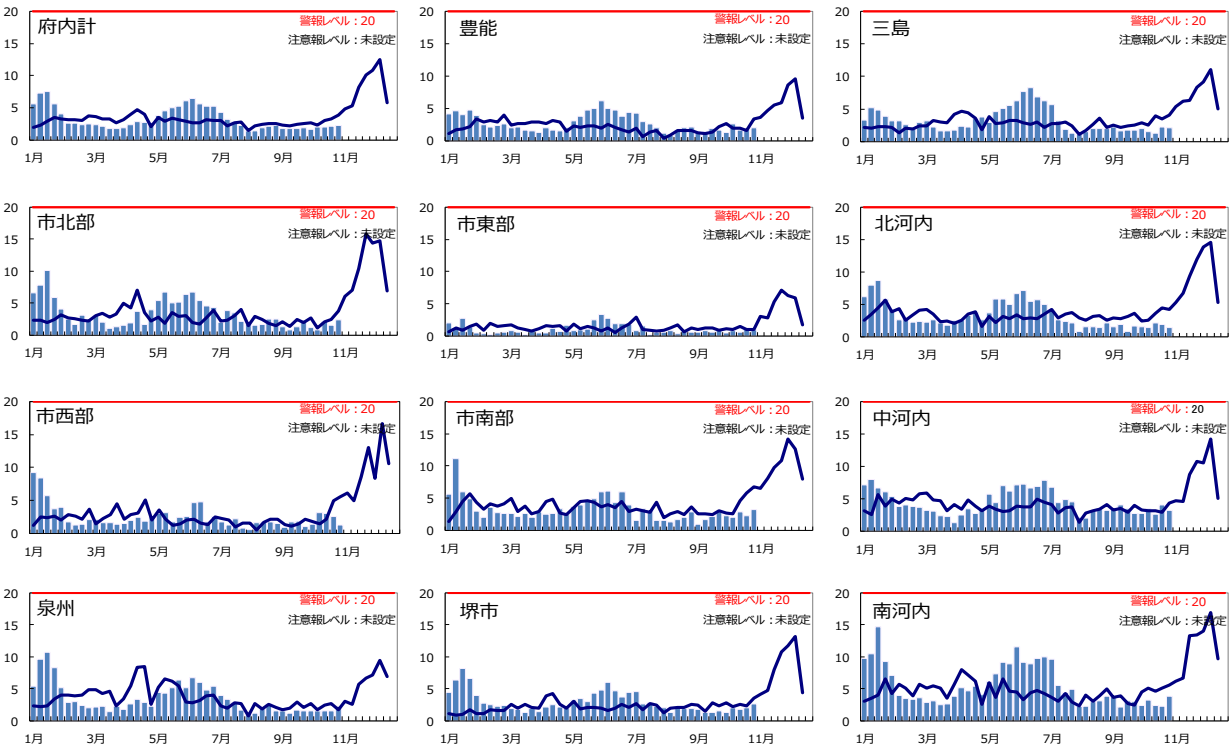 府内計
警報レベル：20
注意報レベル：未設定
20
15
10
5
0
1月 3月 5月 7月 9月 11月
豊能
警報レベル：20
注意報レベル：未設定
20
15
10
5
0
1月 3月 5月 7月 9月 11月
三島
警報レベル：20
注意報レベル：未設定
20
15
10
5
0
1月 3月 5月 7月 9月 11月
市北部
警報レベル：20
注意報レベル：未設定
20
15
10
5
0
1月 3月 5月 7月 9月 11月
市東部
警報レベル：20
注意報レベル：未設定
20
15
10
5
0
1月 3月 5月 7月 9月 11月
北河内
警報レベル：20
注意報レベル：未設定
20
15
10
5
0
1月 3月 5月 7月 9月 11月
市西部
警報レベル：20
注意報レベル：未設定
20
15
10
5
0
1月 3月 5月 7月 9月 11月
市南部
警報レベル：20
注意報レベル：未設定
20
15
10
5
0
1月 3月 5月 7月 9月 11月
中河内
警報レベル：20
注意報レベル：未設定
20
15
10
5
0
1月 3月 5月 7月 9月 11月
泉州
警報レベル：20
注意報レベル：未設定
20
15
10
5
0
1月 3月 5月 7月 9月 11月
堺市
警報レベル：20
注意報レベル：未設定
20
15
10
5
0
1月 3月 5月 7月 9月 11月
南河内
警報レベル：20
注意報レベル：未設定
20
15
10
5
0
1月 3月 5月 7月 9月 11月